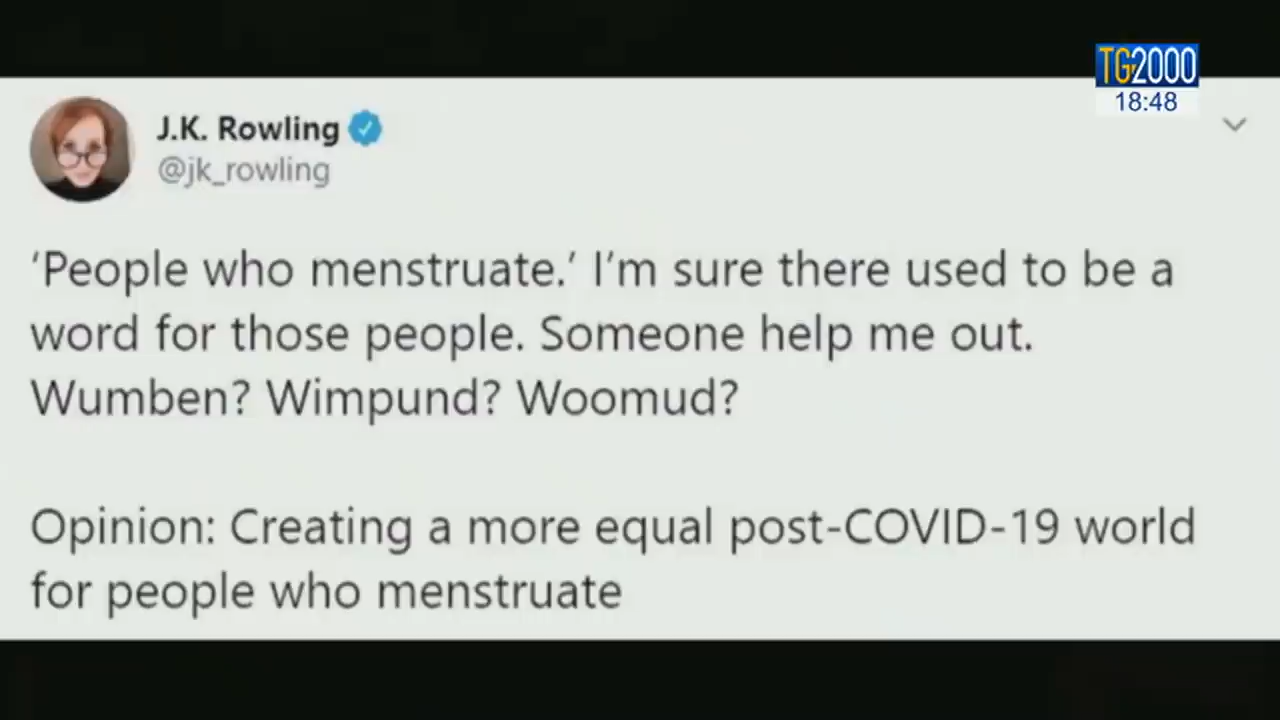 TG2000
18:48
J.K. Rowling
@jk_rowling
‘People who menstruate.’ I’m sure there used to be a
word for those people. Someone help me out.
Wumben? Wimpund? Woomud?
Opinion: Creating a more equal post-COVID-19 world
for people who menstruate